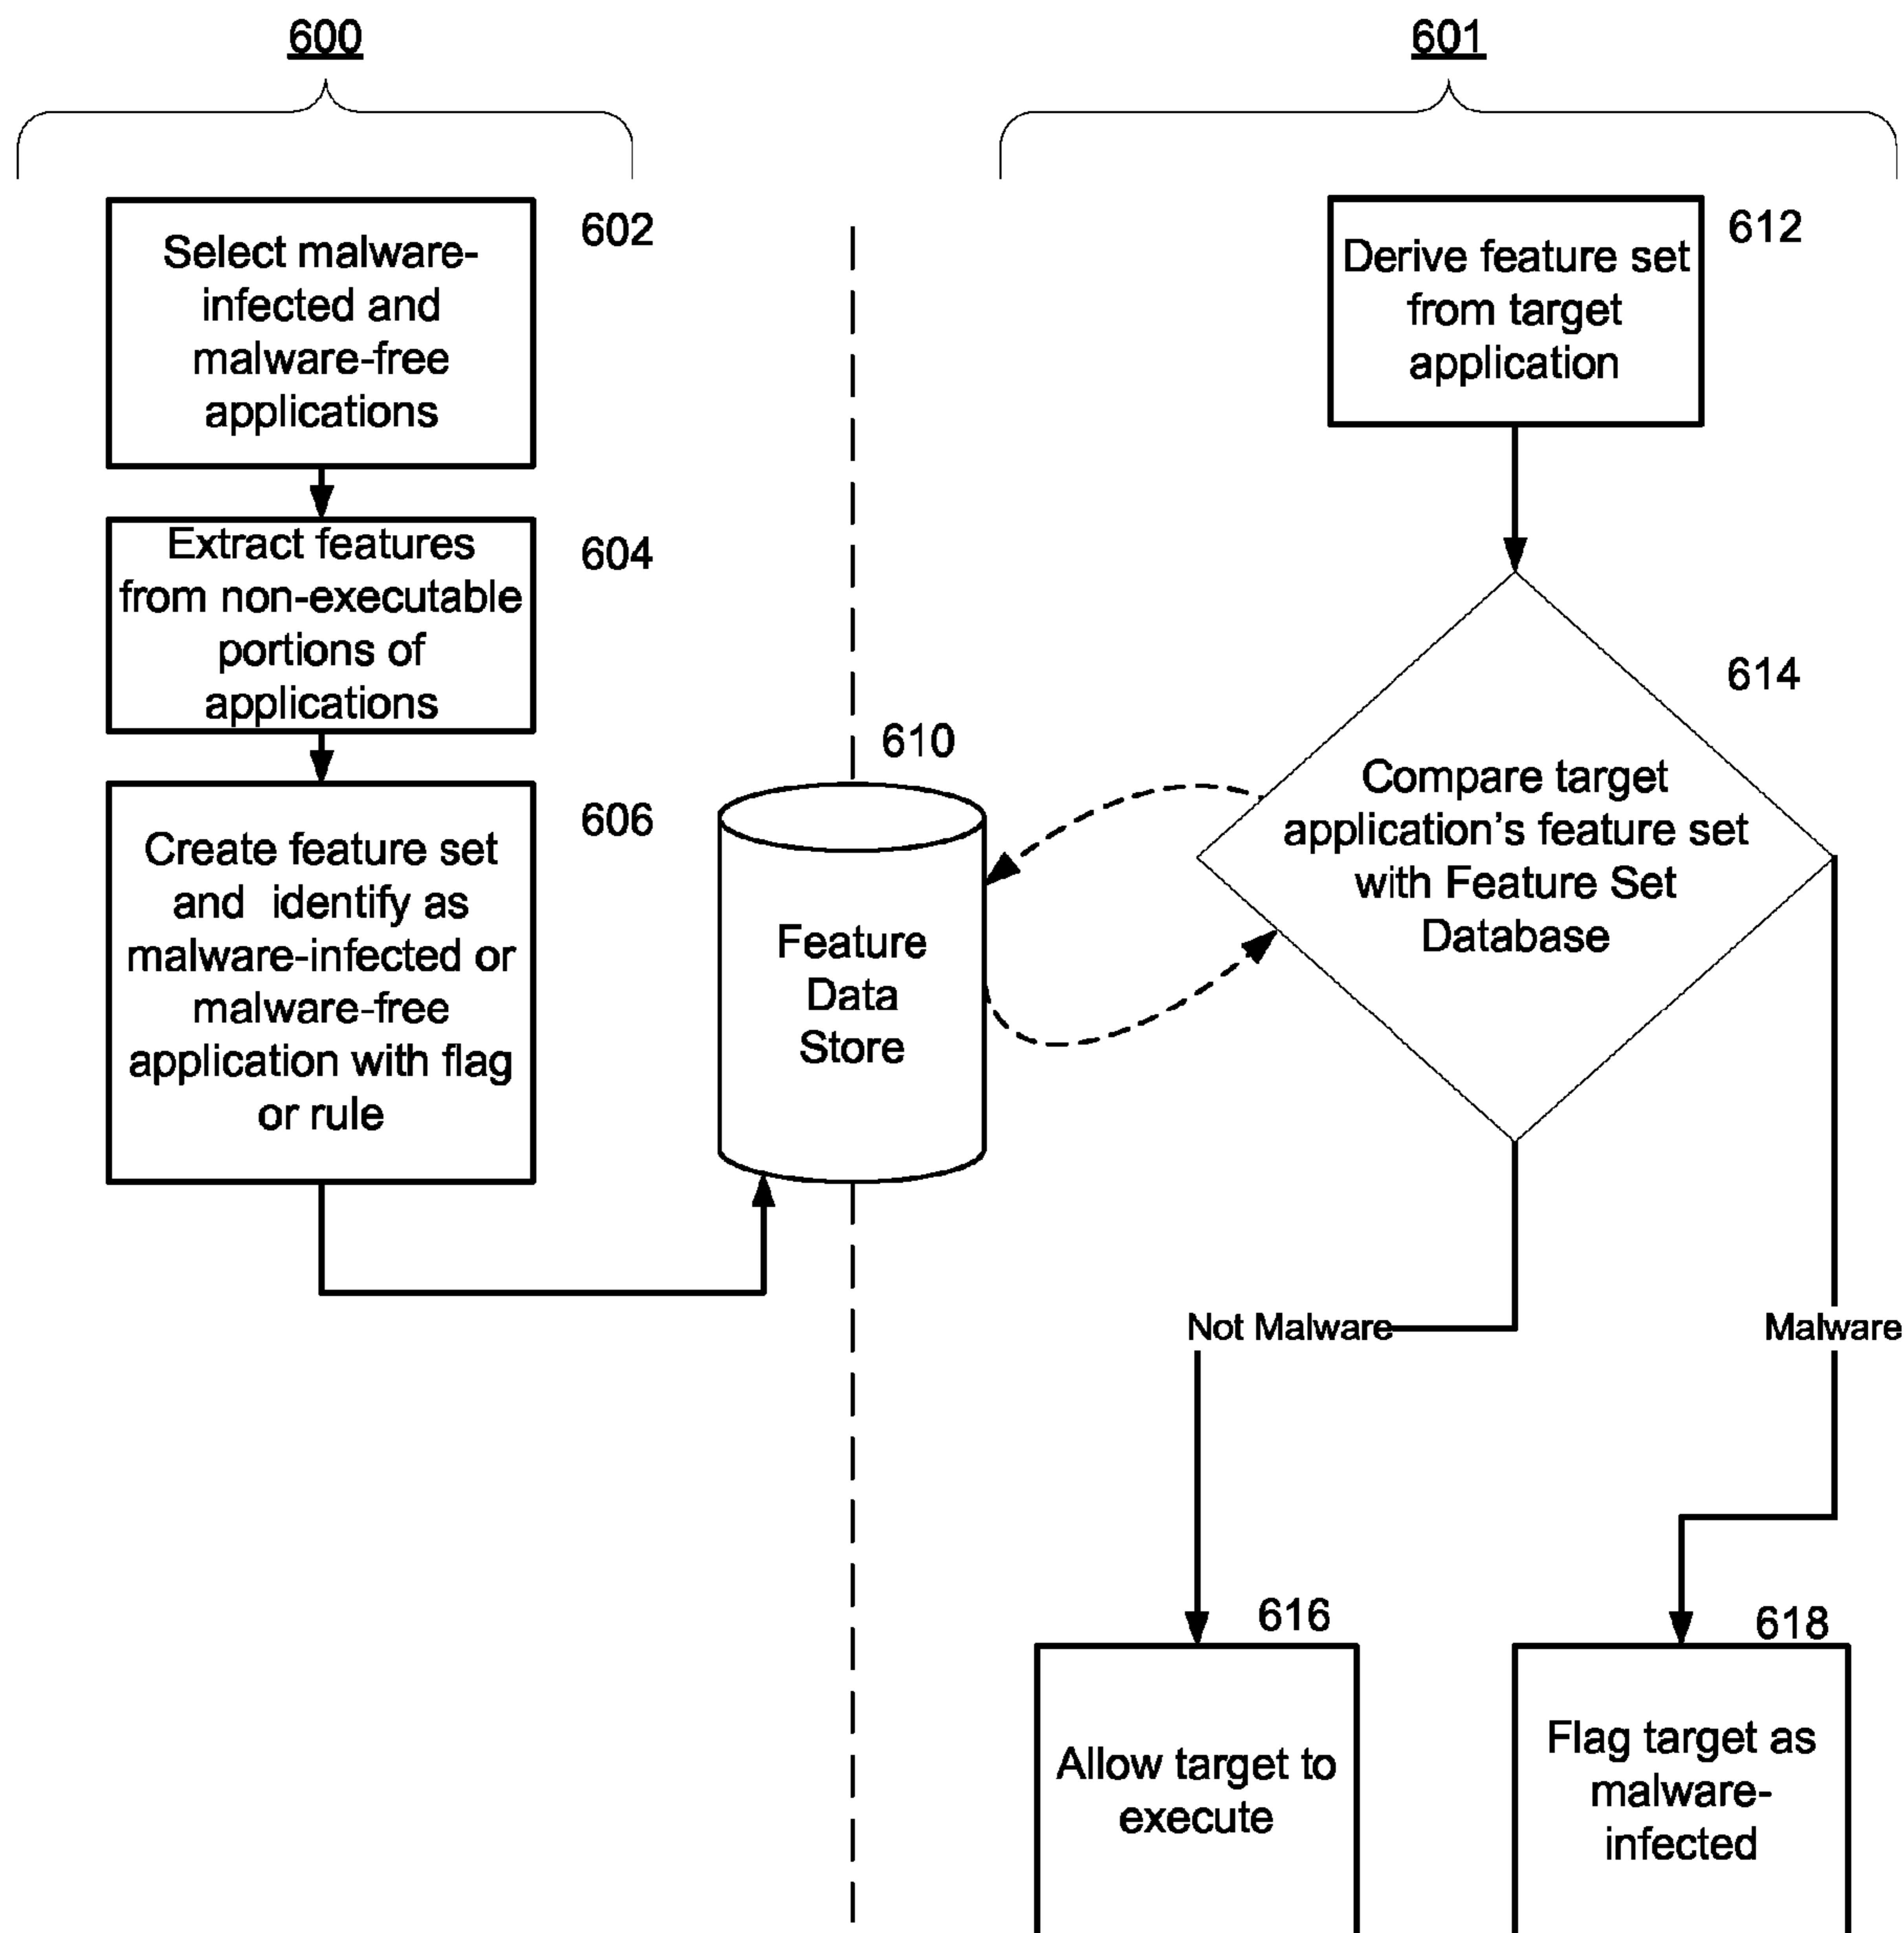 600
601
602
Select malware-
infected and
malware-free
applications
604
Extract features
from non-executable
portions of
applications
606
Create feature set
and identify as
malware-infected or
malware-free
application with flag
or rule
610
Feature
Data
Store
612
Derive feature set
from target
application
614
Compare target
application's feature set
with Feature Set
Database
Not Malware
Malware
616
Allow target to
execute
618
Flag target as
malware-
infected